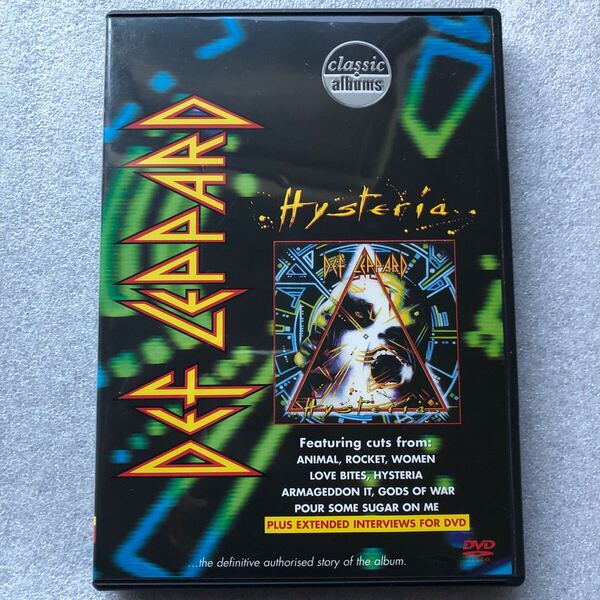 classic
albums
DEF LEPPARD
Hysteria
DEF LEPPARD
Hysteria
Featuring cuts from:
ANIMAL, ROCKET, WOMEN
LOVE BITES, HYSTERIA
ARMAGEDDON IT, GODS OF WAR
POUR SOME SUGAR ON ME
PLUS EXTENDED INTERVIEWS FOR DVD
DVD
VIDEO
...the definitive authorised story of the album.